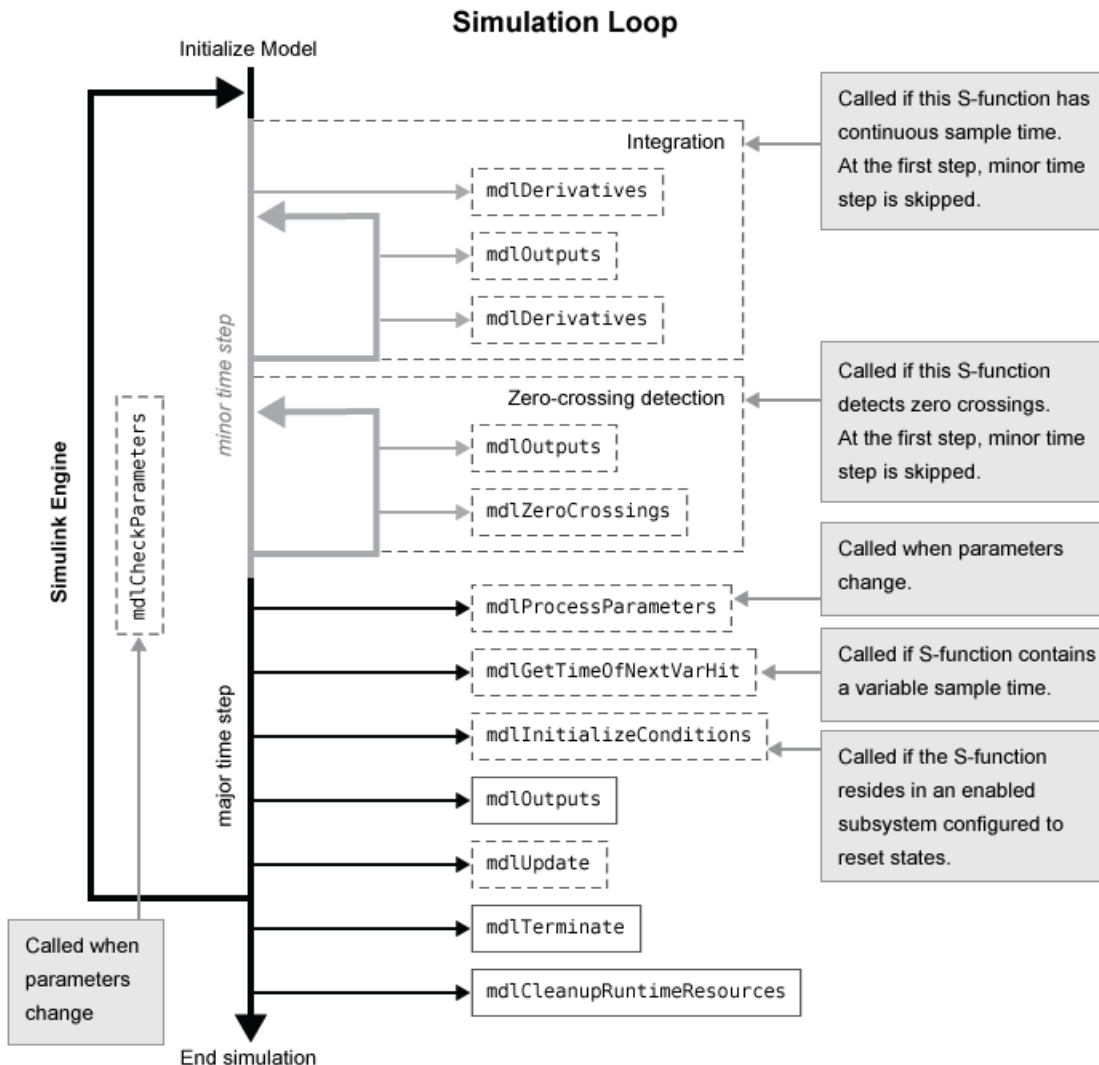 Simulation Loop
Initialize Model
Called if this S-function has
continuous sample time.
At the first step, minor time
step is skipped.
Integration
mdlDerivatives
mdlOutputs
mdlDerivatives
minor time step
Called if this S-function
detects zero crossings.
At the first step, minor time
step is skipped.
Zero-crossing detection
mdlOutputs
mdlZeroCrossings
Simulink Engine
mdlCheckParameters
Called when parameters
change.
mdlProcessParameters
Called if S-function contains
a variable sample time.
mdlGetTimeOfNextVarHit
major time step
mdlInitializeConditions
Called if the S-function
resides in an enabled
subsystem configured to
reset states.
mdlOutputs
mdlUpdate
mdlTerminate
Called when
parameters
change
mdlCleanupRuntimeResources
End simulation